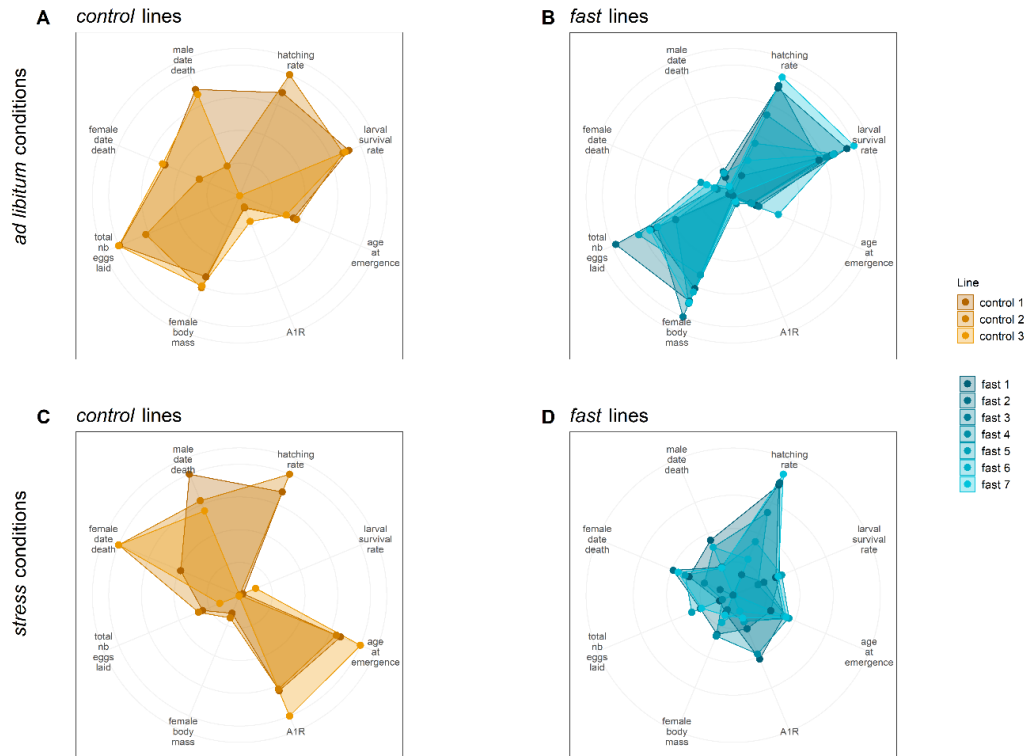 A control lines
B fast lines
ad libitum conditions
male
date
death
hatching
rate
larval
survival
rate
age
at
emergence
A1R
female
body
mass
total
nb
eggs
laid
female
date
death
male
date
death
hatching
rate
larval
survival
rate
age
at
emergence
A1R
female
body
mass
total
nb
eggs
laid
female
date
death
Line
control 1
control 2
control 3
fast 1
fast 2
fast 3
fast 4
fast 5
fast 6
fast 7
C control lines
D fast lines
stress conditions
male
date
death
hatching
rate
larval
survival
rate
age
at
emergence
A1R
female
body
mass
total
nb
eggs
laid
female
date
death
male
date
death
hatching
rate
larval
survival
rate
age
at
emergence
A1R
female
body
mass
total
nb
eggs
laid
female
date
death